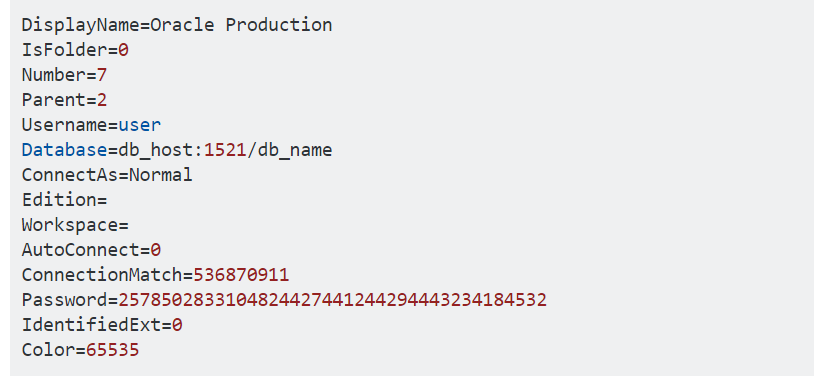 DisplayName=Oracle Production
IsFolder=0
Number=7
Parent=2
Username=user
Database=db_host:1521/db_name
ConnectAs=Normal
Edition=
Workspace=
AutoConnect=0
ConnectionMatch=536870911
Password=2578502833104824427441244294443234184532
IdentifiedExt=0
Color=65535